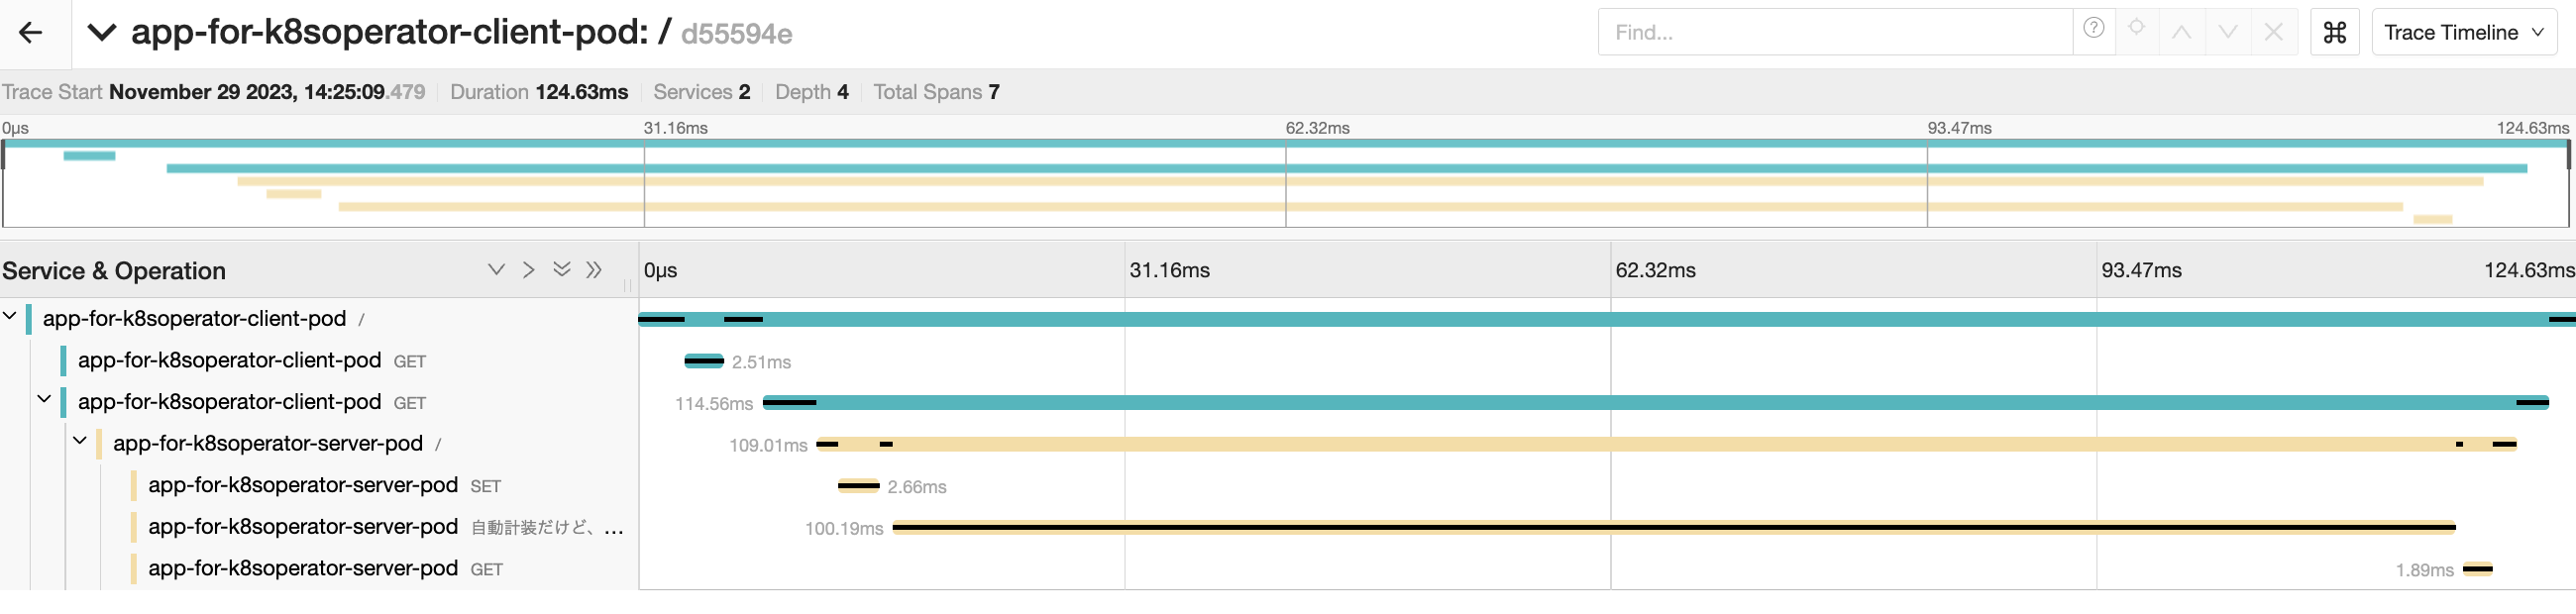 app-for-k8soperator-client-pod: / d55594e
Find...
Trace Timeline
Trace Start November 29 2023, 14:25:09.479 Duration 124.63ms Services 2 Depth 4 Total Spans 7
0μs 31.16ms 62.32ms 93.47ms 124.63ms
Service & Operation 0μs 31.16ms 62.32ms 93.47ms 124.63ms
app-for-k8soperator-client-pod /
app-for-k8soperator-client-pod GET 2.51ms
app-for-k8soperator-client-pod GET 114.56ms
app-for-k8soperator-server-pod / 109.01ms
app-for-k8soperator-server-pod SET 2.66ms
app-for-k8soperator-server-pod 自動計装だけど、... 100.19ms
app-for-k8soperator-server-pod GET 1.89ms